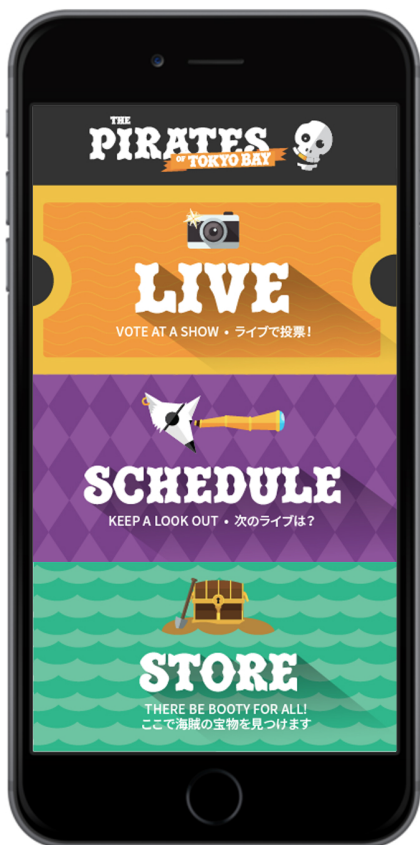 THE
PIRATES
OF TOKYO BAY
LIVE
VOTE AT A SHOW • ライブで投票!
SCHEDULE
KEEP A LOOK OUT • 次のライブは？
STORE
THERE BE BOOTY FOR ALL!
ここで海賊の宝物を見つけます